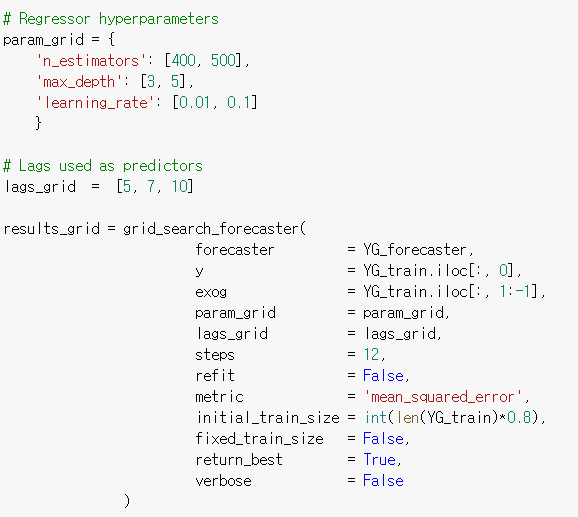 # Regressor hyperparameters
param_grid = {
    'n_estimators': [400, 500],
    'max_depth': [3, 5],
    'learning_rate': [0.01, 0.1]
    }
# Lags used as predictors
lags_grid  =  [5, 7, 10]
results_grid = grid_search_forecaster(
                        forecaster         = YG_forecaster,
                        y                  = YG_train.iloc[:, 0],
                        exog               = YG_train.iloc[:, 1:-1],
                        param_grid         = param_grid,
                        lags_grid          = lags_grid,
                        steps              = 12,
                        refit              = False,
                        metric             = 'mean_squared_error',
                        initial_train_size = int(len(YG_train)*0.8),
                        fixed_train_size   = False,
                        return_best        = True,
                        verbose            = False
               )